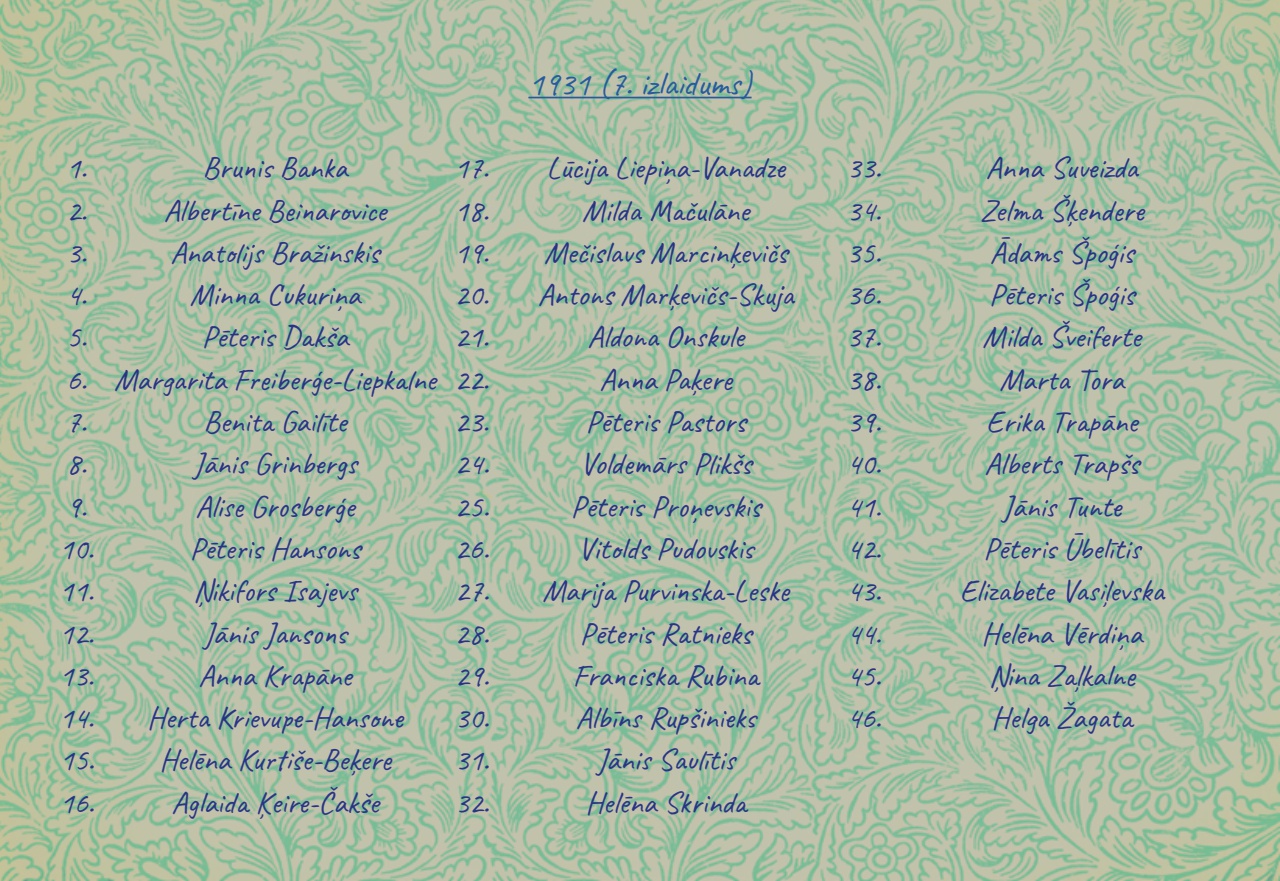 1931 (7. izlaidums)
1. Brunis Banka
2. Albertīne Beinarovice
3. Anatolijs Bražinskis
4. Minna Cukuriņa
5. Pēteris Dakša
6. Margarita Freiberģe-Liepkalne
7. Benita Gailīte
8. Jānis Grinbergs
9. Alise Grosberģe
10. Pēteris Hansons
11. Ņikifors Isajevs
12. Jānis Jansons
13. Anna Krapāne
14. Herta Krievupe-Hansone
15. Helēna Kurtiše-Beķere
16. Aglaida Ķeire-Čakše
17. Lūcija Liepiņa-Vanadze
18. Milda Mačulāne
19. Mečislavs Marcinķevičs
20. Antons Marķevičs-Skuja
21. Aldona Onskule
22. Anna Paķere
23. Pēteris Pastors
24. Voldemārs Plikšs
25. Pēteris Proņevskis
26. Vitolds Pudovskis
27. Marija Purvinska-Leske
28. Pēteris Ratnieks
29. Franciska Rubina
30. Albīns Rupšinieks
31. Jānis Saulītis
32. Helēna Skrinda
33. Anna Suveizda
34. Zelma Šķendere
35. Ādams Špoģis
36. Pēteris Špoģis
37. Milda Šveiferte
38. Marta Tora
39. Erika Trapāne
40. Alberts Trapšs
41. Jānis Tunte
42. Pēteris Ūbelītis
43. Elizabete Vasiļevska
44. Helēna Vērdiņa
45. Ņina Zaļkalne
46. Helga Žagata